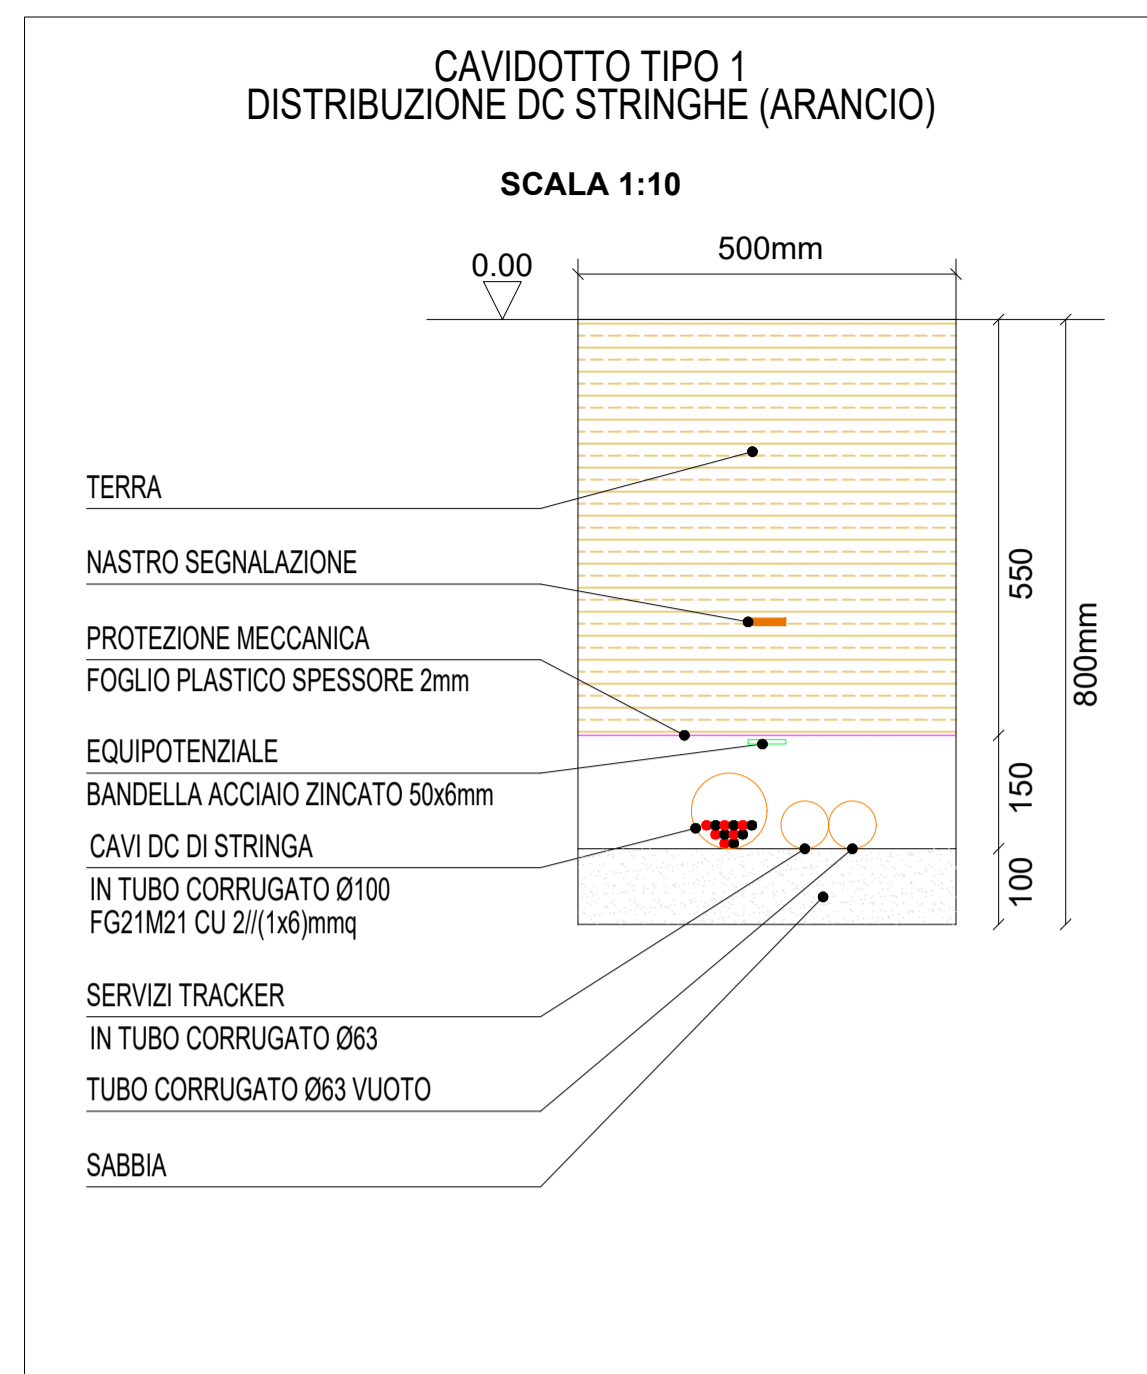 CAVIDOTTO TIPO 1
DISTRIBUZIONE DC STRINGHE (ARANCIO)
SCALA 1:10
0.00
500mm
TERRA
NASTRO SEGNALAZIONE
PROTEZIONE MECCANICA
FOGLIO PLASTICO SPESSORE 2mm
EQUIPOTENZIALE
BANDELLA ACCIAIO ZINCATO 50x6mm
CAVI DC DI STRINGA
IN TUBO CORRUGATO Ø100
FG21M21 CU 2//(1x6)mmq
SERVIZI TRACKER
IN TUBO CORRUGATO Ø63
TUBO CORRUGATO Ø63 VUOTO
SABBIA
550
150
100
800mm